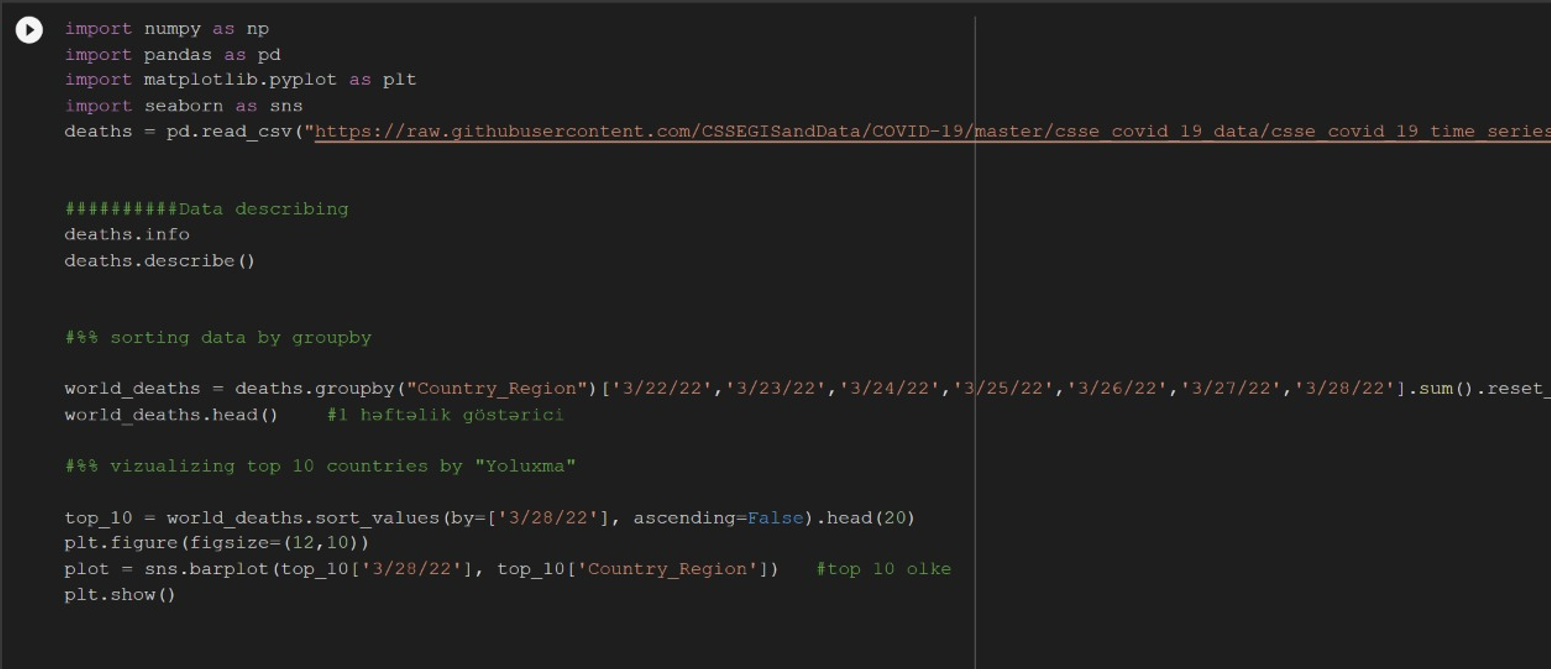 import numpy as np
import pandas as pd
import matplotlib.pyplot as plt
import seaborn as sns
deaths = pd.read_csv("https://raw.githubusercontent.com/CSSEGISandData/COVID-19/master/csse_covid_19_data/csse_covid_19_time_series
##########Data describing
deaths.info
deaths.describe()
#%% sorting data by groupby
world_deaths = deaths.groupby("Country_Region")['3/22/22','3/23/22','3/24/22','3/25/22','3/26/22','3/27/22','3/28/22'].sum().reset_
world_deaths.head()    #1 həftəlik göstərici
#%% vizualizing top 10 countries by "Yoluxma"
top_10 = world_deaths.sort_values(by=['3/28/22'], ascending=False).head(20)
plt.figure(figsize=(12,10))
plot = sns.barplot(top_10['3/28/22'], top_10['Country_Region'])   #top 10 olke
plt.show()